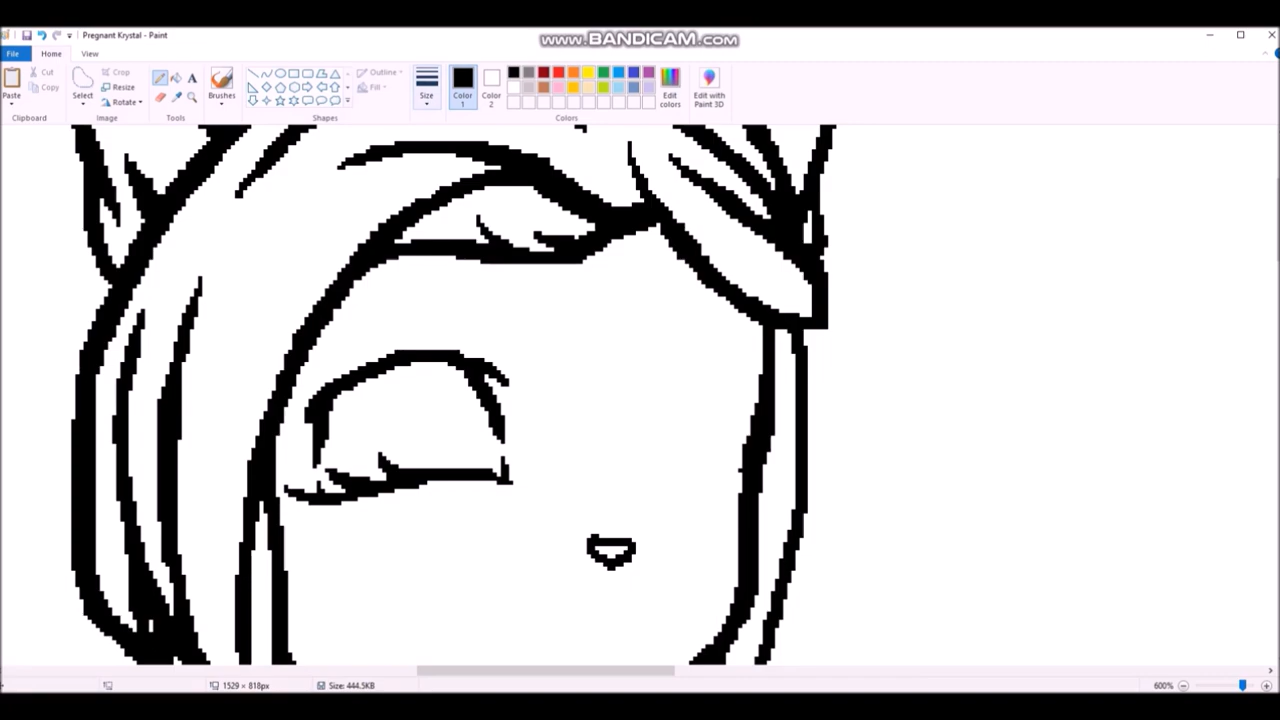 Pregnant Krystal - Paint
www.BANDICAM.com
File Home View
Paste
Cut
Copy
Clipboard
Select
Crop
Resize
Rotate
Image
A
Tools
Brushes
Outline
Fill
Shapes
Size
Color 1
Color 2
Edit colors
Colors
Edit with Paint 3D
1529 × 818px
Size: 444.5KB
600%